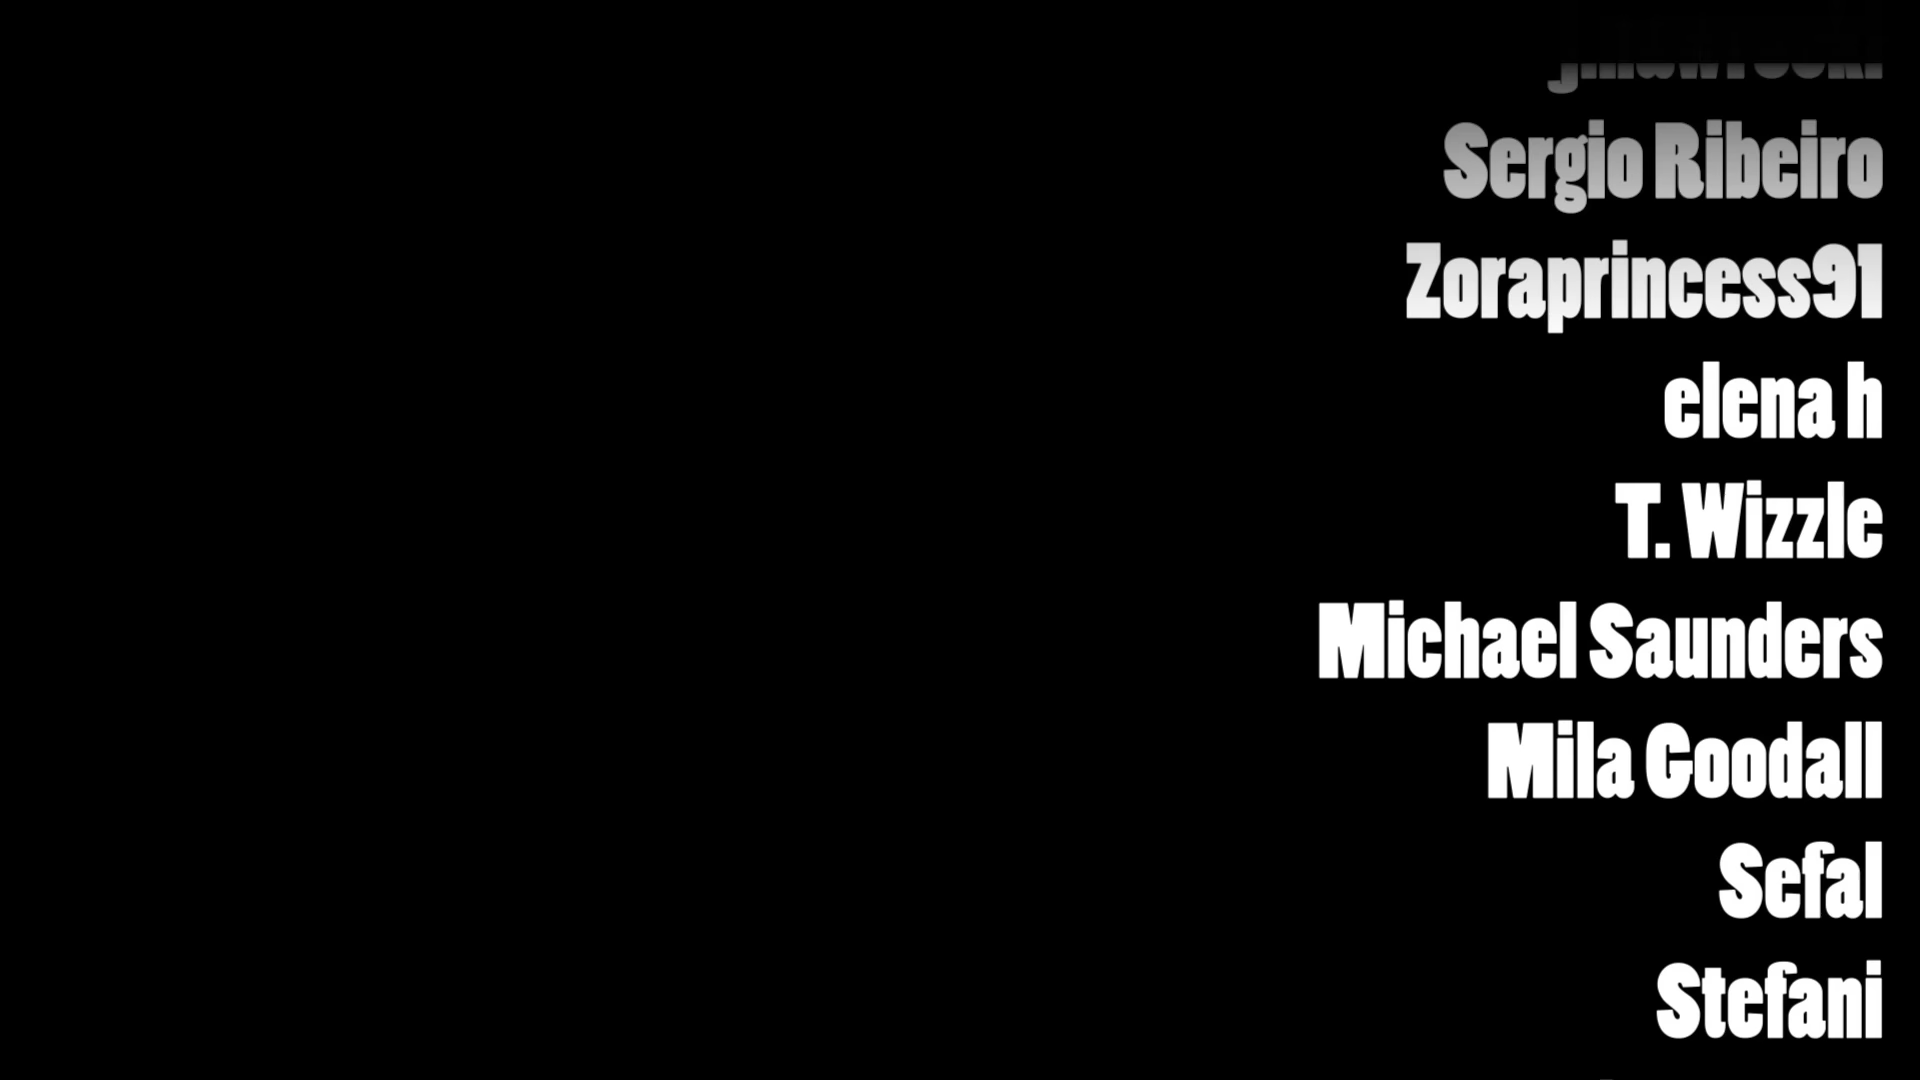 Sergio Ribeiro
Zoraprincess91
elena h
T. Wizzle
Michael Saunders
Mila Goodall
Sefal
Stefani